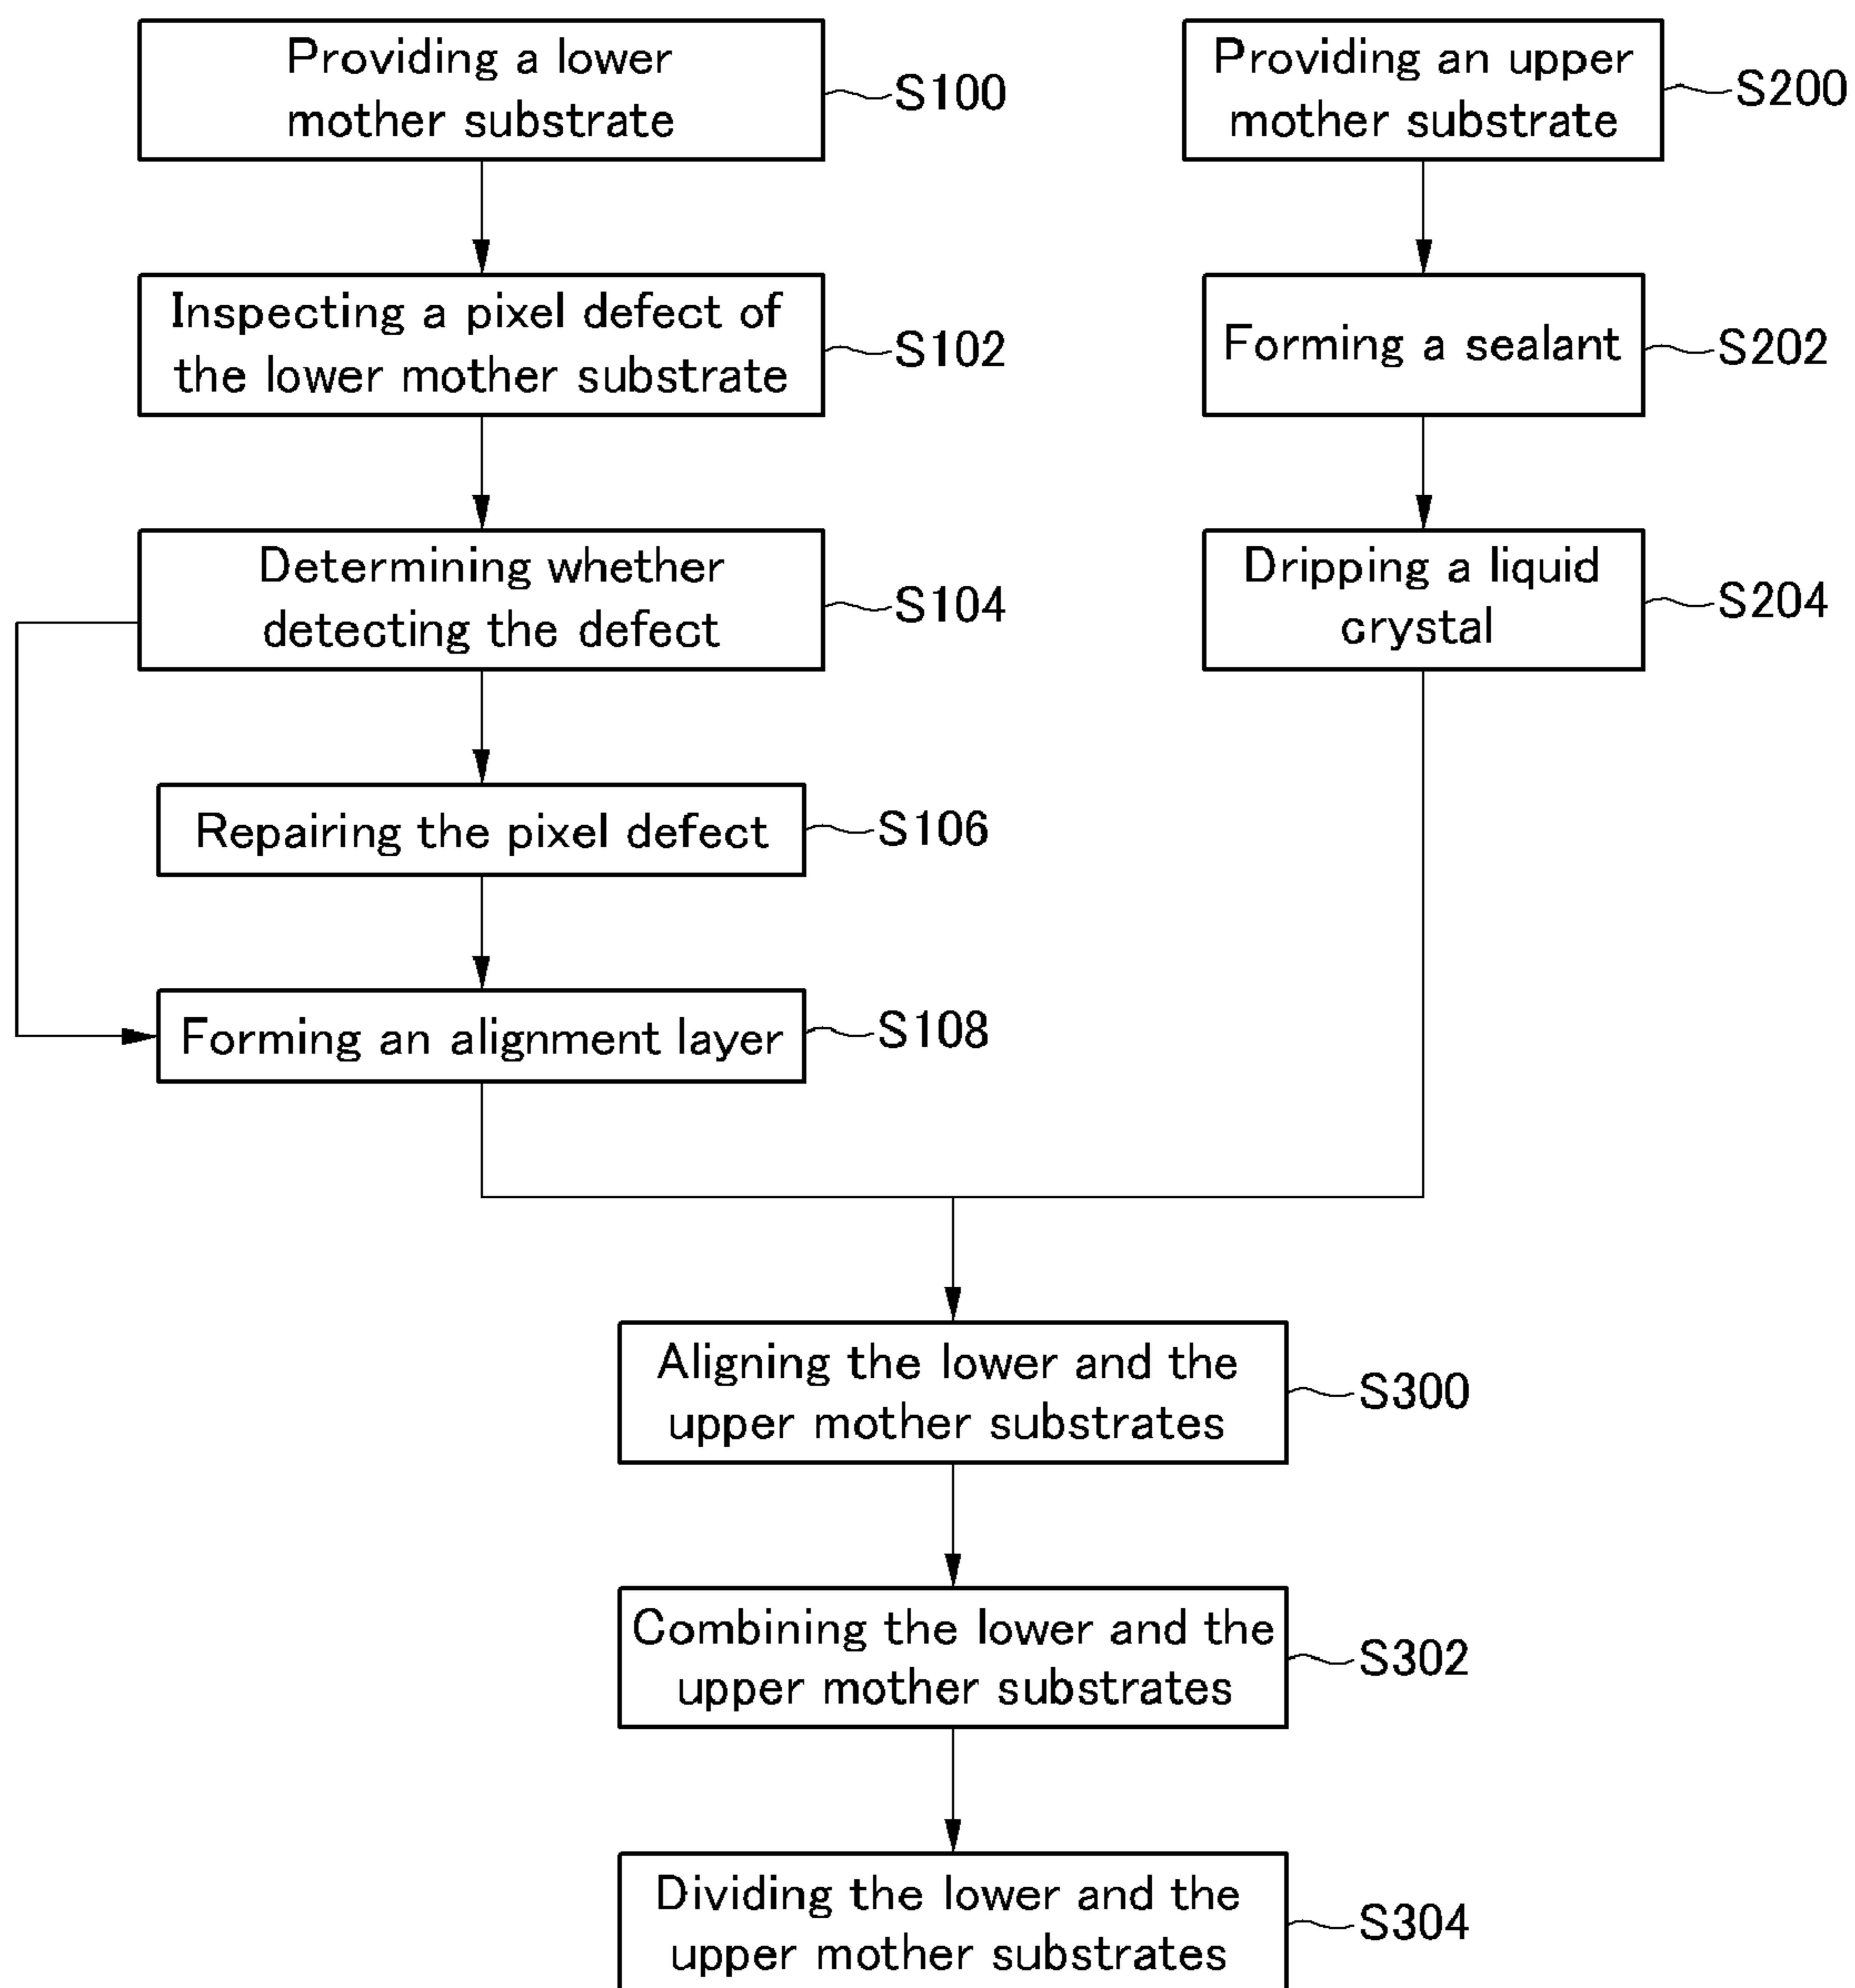 Providing a lower
mother substrate
S100
Inspecting a pixel defect of
the lower mother substrate
S102
Determining whether
detecting the defect
S104
Repairing the pixel defect
S106
Forming an alignment layer
S108
Providing an upper
mother substrate
S200
Forming a sealant
S202
Dripping a liquid
crystal
S204
Aligning the lower and the
upper mother substrates
S300
Combining the lower and the
upper mother substrates
S302
Dividing the lower and the
upper mother substrates
S304